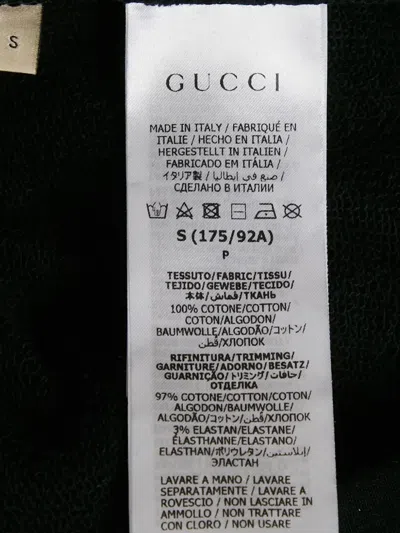 S
GUCCI
MADE IN ITALY / FABRIQUÉ EN
ITALIE / HECHO EN ITALIA /
HERGESTELLT IN ITALIEN /
FABRICADO EM ITÁLIA /
イタリア製 / صنع في إيطاليا /
СДЕЛАНО В ИТАЛИИ
S (175/92A)
P
TESSUTO/FABRIC/TISSU/
TEJIDO/GEWEBE/TECIDO/
本体/قماش/ТКАНЬ
100% COTONE/COTTON/
COTON/ALGODON/
BAUMWOLLE/ALGODÃO/コットン/
قطن/ХЛОПОК
RIFINITURA/TRIMMING/
GARNITURE/ADORNO/BESATZ/
GUARNIÇÃO/トリミング/حافات/
ОТДЕЛКА
97% COTONE/COTTON/COTON/
ALGODON/BAUMWOLLE/
ALGODÃO/コットン/قطن/ХЛОПОК
3% ELASTAN/ELASTANE/
ELASTHANNE/ELASTANO/
ELASTHAN/ポリウレタン/إيلاستين/
ЭЛАСТАН
LAVARE A MANO / LAVARE
SEPARATAMENTE / LAVARE A
ROVESCIO / NON LASCIARE IN
AMMOLLO / NON TRATTARE
CON CLORO / NON USARE